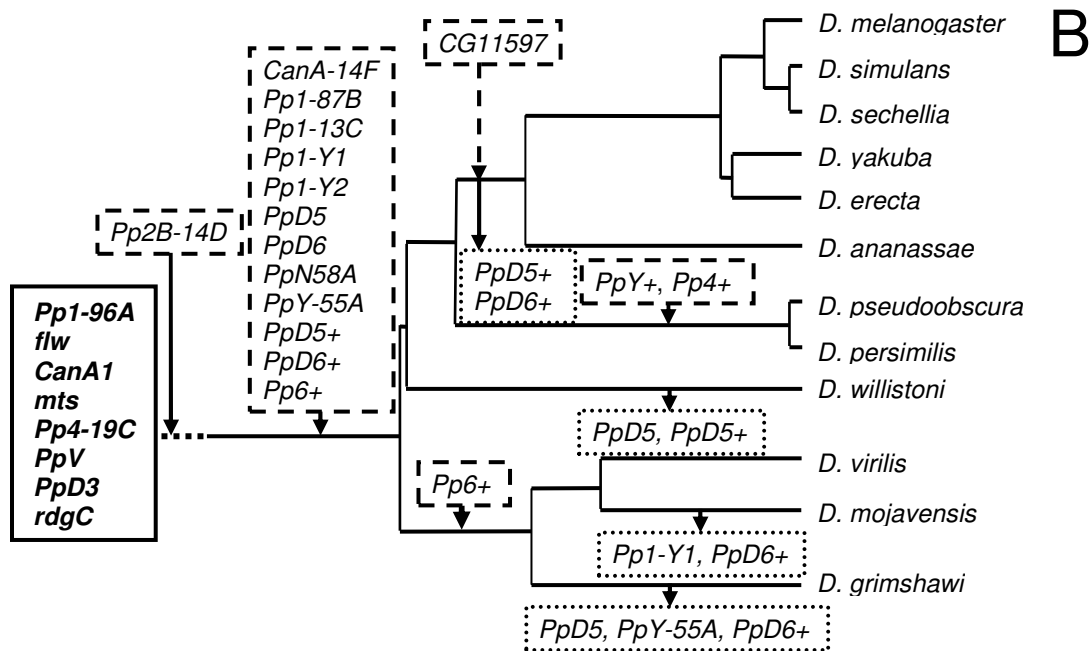 B
CG11597
CanA-14F
Pp1-87B
Pp1-13C
Pp1-Y1
Pp1-Y2
PpD5
PpD6
PpN58A
PpY-55A
PpD5+
PpD6+
Pp6+
Pp2B-14D
Pp1-96A
flw
CanA1
mts
Pp4-19C
PpV
PpD3
rdgC
PpD5+
PpD6+
PpY+, Pp4+
PpD5, PpD5+
Pp6+
Pp1-Y1, PpD6+
PpD5, PpY-55A, PpD6+
D. melanogaster
D. simulans
D. sechellia
D. yakuba
D. erecta
D. ananassae
D. pseudoobscura
D. persimilis
D. willistoni
D. virilis
D. mojavensis
D. grimshawi